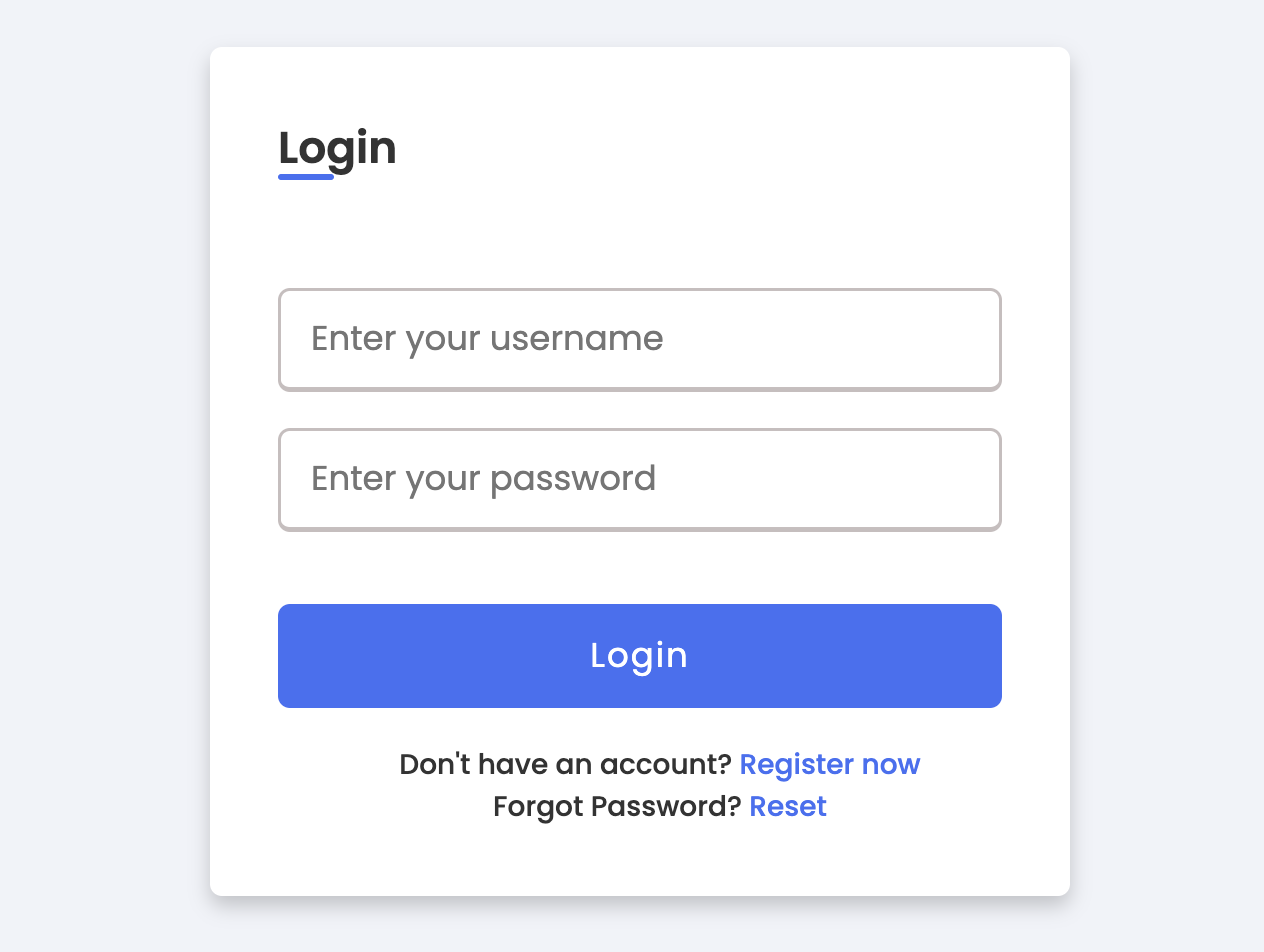 Login
Enter your username
Enter your password
Login
Don't have an account? Register now
Forgot Password? Reset